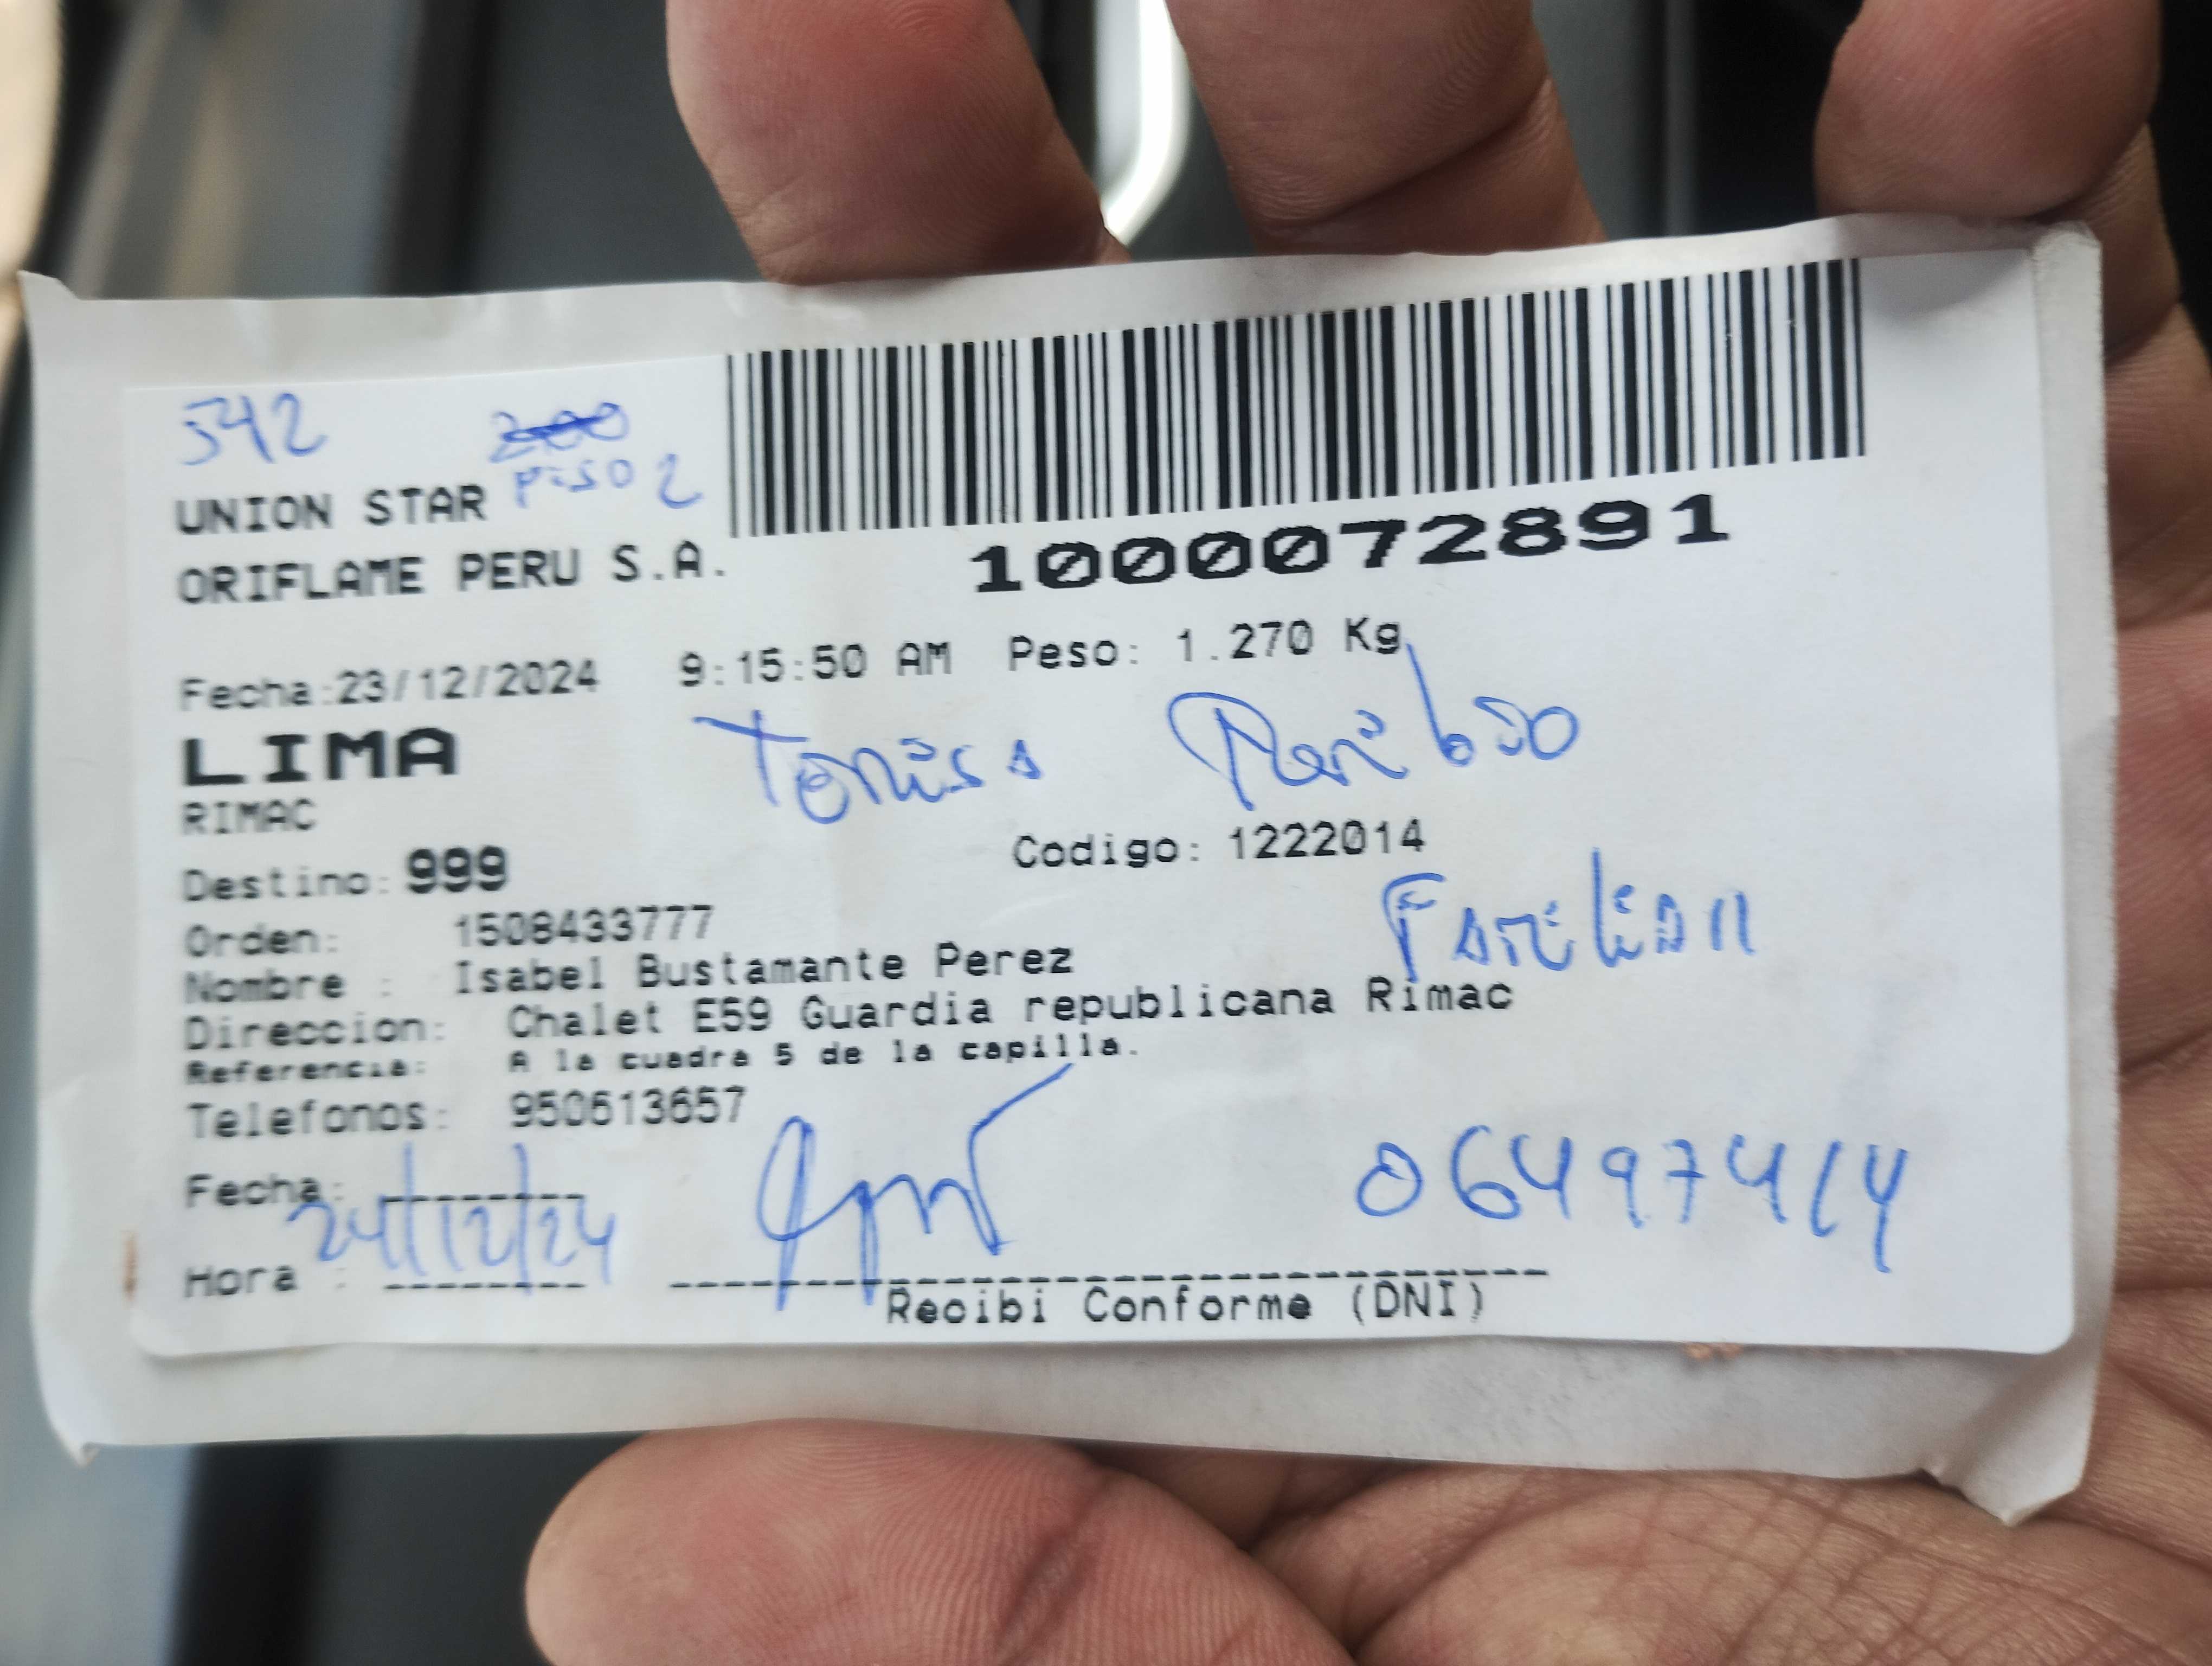 542
PISO 2
UNION STAR
ORIFLAME PERU S.A.
1000072891
Fecha:23/12/2024 9:15:50 AM Peso: 1.270 Kg
LIMA
RIMAC
Codigo: 1222014
Destino: 999
Orden: 1508433777
Nombre : Isabel Bustamante Perez
Direccion: Chalet E59 Guardia republicana Rimac
Referencia: A la cuadra 5 de la capilla.
Telefonos: 950613657
Fecha:
24/12/24
06497414
Hora :
Recibi Conforme (DNI)